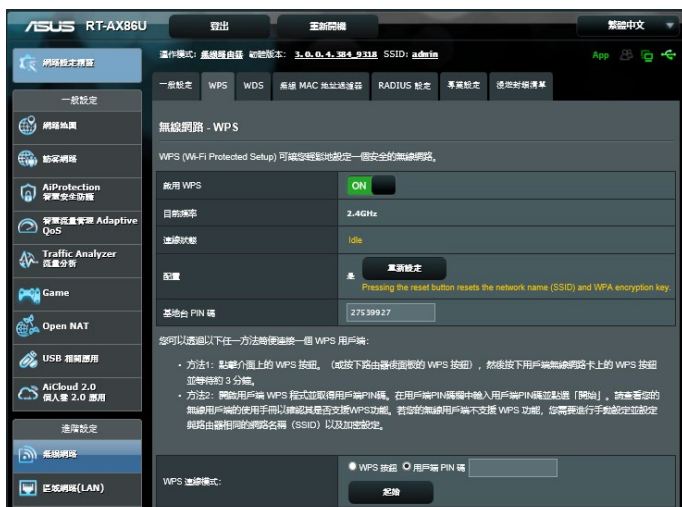 ASUS RT-AX86U 登出 重新開機 繁體中文
運作模式: 無線路由器 韌體版本: 3.0.0.4.384_9318 SSID: admin App
網路設定精靈
一般設定 WPS WDS 無線 MAC 地址過濾器 RADIUS 設定 專業設定 漫遊封鎖清單
一般設定
網路地圖
無線網路 - WPS
訪客網路
WPS (Wi-Fi Protected Setup) 可讓您輕鬆地設定一個安全的無線網路。
AiProtection
智慧安全防護
啟用 WPS ON
目前頻率 2.4GHz
智慧流量管理 Adaptive
QoS
連線狀態 Idle
Traffic Analyzer
流量分析
配置 是 重新設定
Pressing the reset button resets the network name (SSID) and WPA encryption key.
Game
基地台 PIN 碼 27539927
Open NAT
您可以透過以下任一方法簡便連接一個 WPS 用戶端:
USB 相關應用
• 方法1: 點擊介面上的 WPS 按鈕。 (或按下路由器後面板的 WPS 按鈕) , 然後按下用戶端無線網路卡上的 WPS 按鈕
並等待約 3 分鐘。
AiCloud 2.0
個人雲 2.0 應用
• 方法2: 開啟用戶端 WPS 程式並取得用戶端PIN碼。在用戶端PIN碼欄中輸入用戶端PIN碼並點選「開始」。請查看您的
無線用戶端的使用手冊以確認其是否支援WPS功能。若您的無線用戶端不支援 WPS 功能, 您需要進行手動設定並設定
與路由器相同的網路名稱 (SSID) 以及加密設定。
進階設定
無線網路
WPS 連線模式: WPS 按鈕 用戶端 PIN 碼
區域網路(LAN)
起始